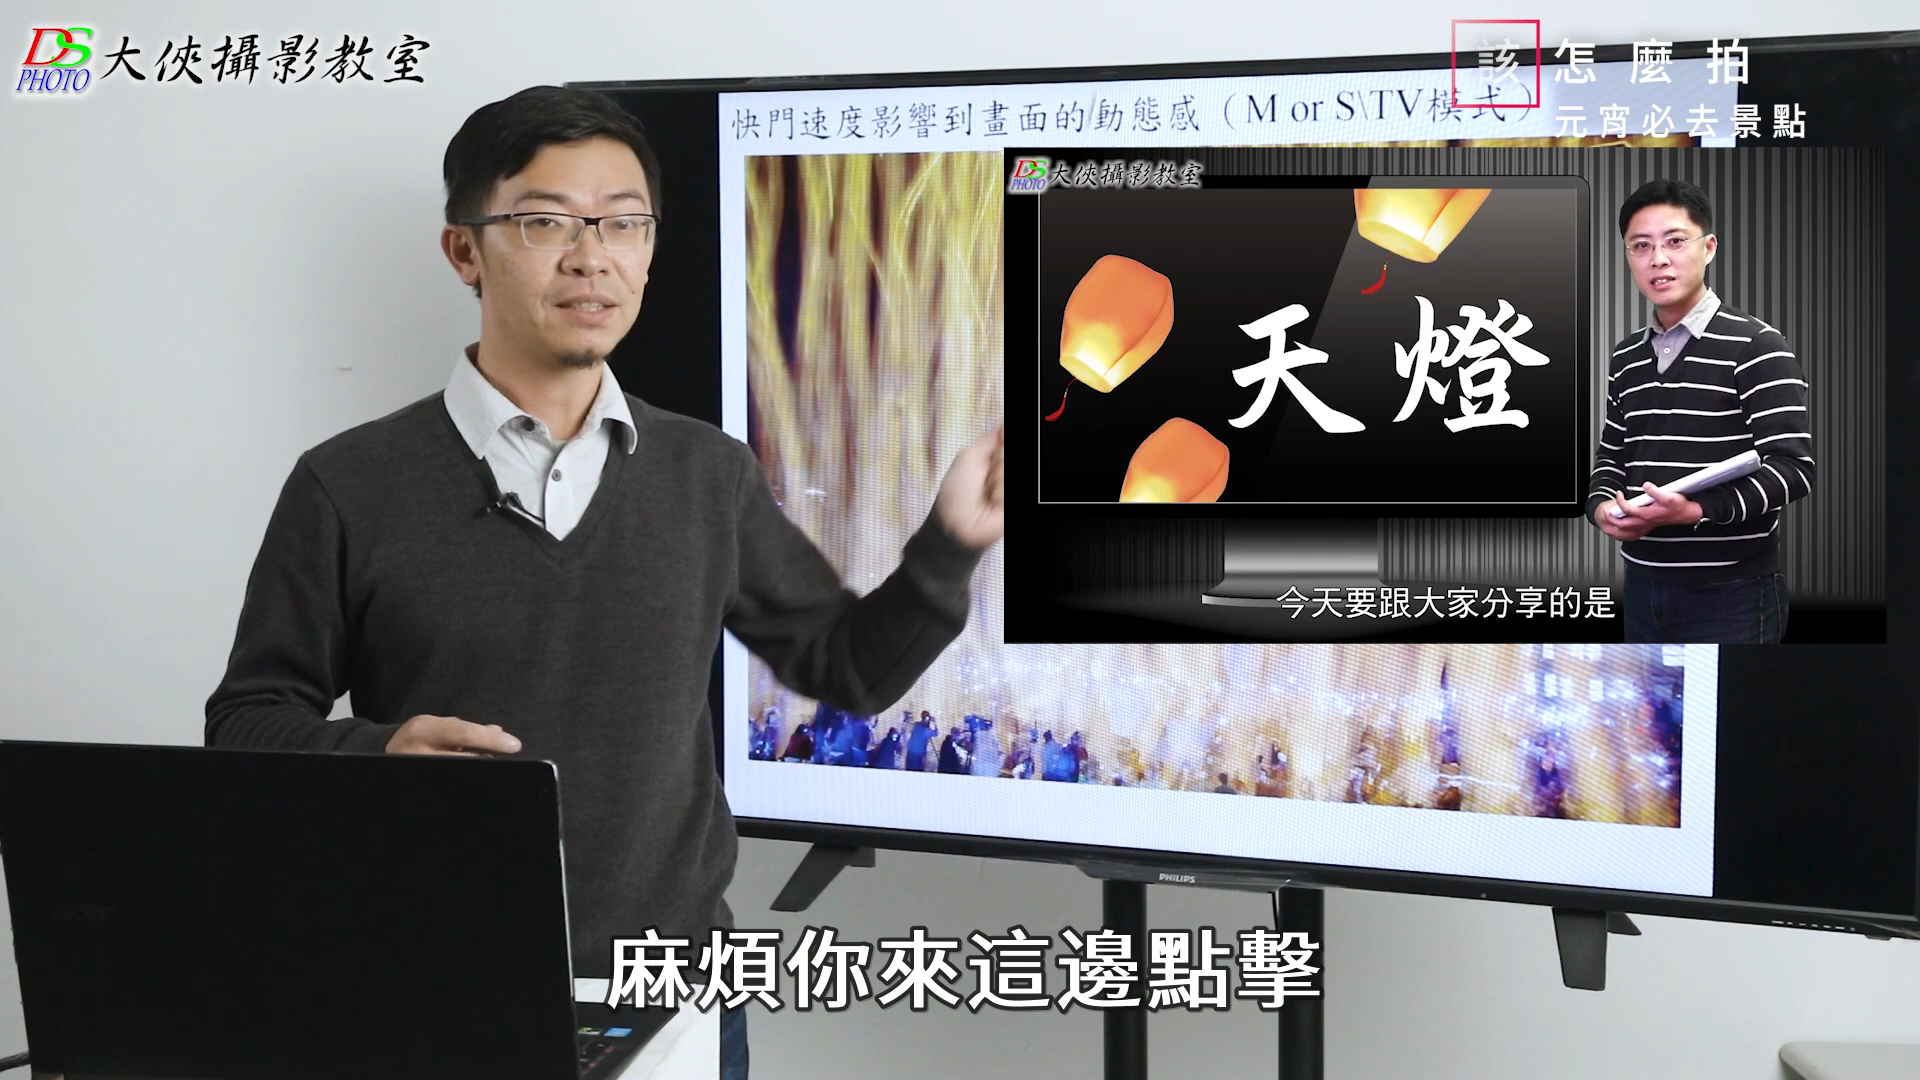 DS PHOTO 大俠攝影教室
該怎麼拍
元宵必去景點
快門速度影響到畫面的動態感（M or S\TV模式）
DS PHOTO 大俠攝影教室
天燈
今天要跟大家分享的是
PHILIPS
麻煩你來這邊點擊